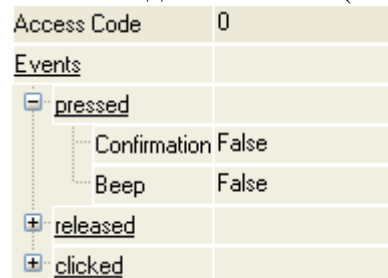 Access Code 0
Events
pressed
Confirmation False
Beep False
released
clicked